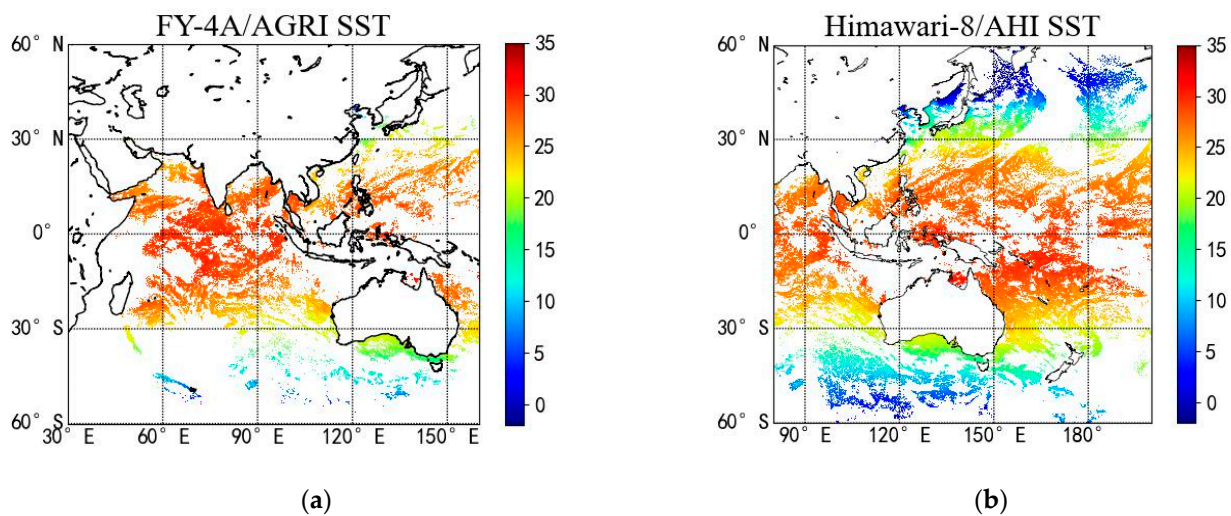 FY-4A/AGRI SST
60° N
30° N
0°
30° S
60° S
30° E 60° E 90° E 120° E 150° E
35
30
25
20
15
10
5
0
(a)
Himawari-8/AHI SST
60° N
30° N
0°
30° S
60° S
90° E 120° E 150° E 180°
35
30
25
20
15
10
5
0
(b)